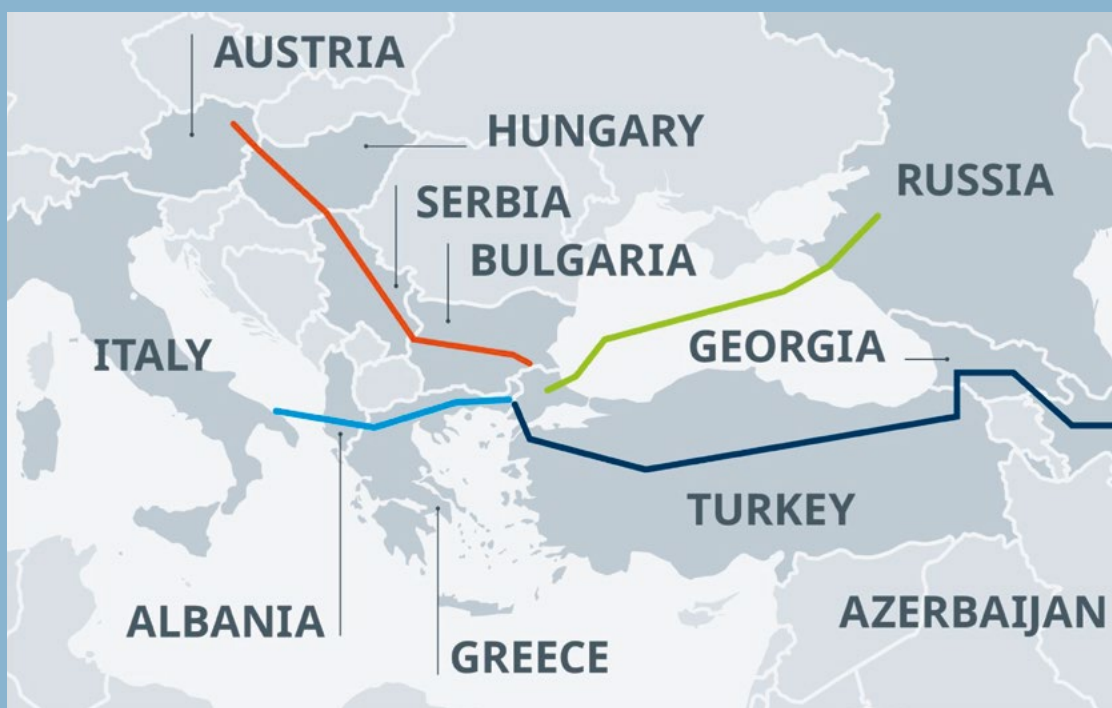 AUSTRIA
HUNGARY
RUSSIA
SERBIA
BULGARIA
ITALY
GEORGIA
TURKEY
ALBANIA
AZERBAIJAN
GREECE